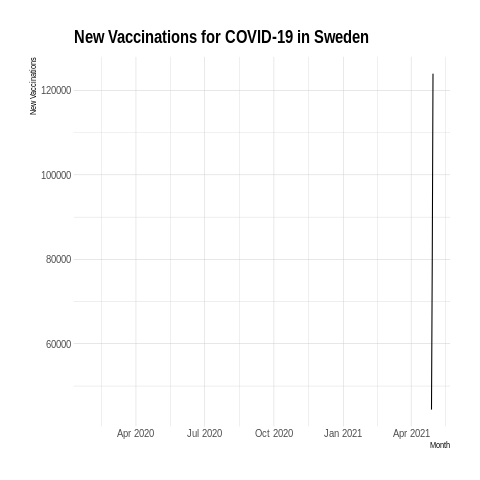 New Vaccinations for COVID-19 in Sweden
New Vaccinations
120000
100000
80000
60000
Apr 2020 Jul 2020 Oct 2020 Jan 2021 Apr 2021
Month